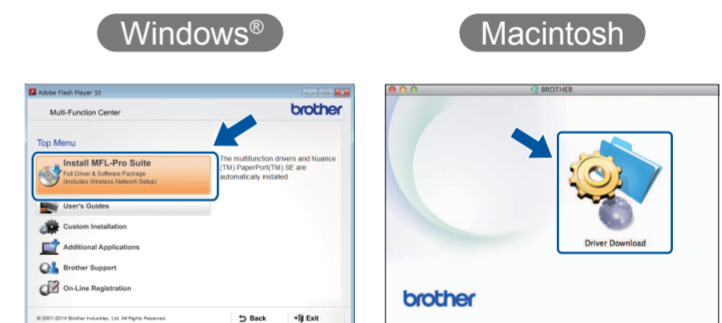 Windows®
Macintosh
Adobe Flash Player 10
Multi-Function Center
brother
Top Menu
Install MFL-Pro Suite
Full Driver & Software Package
(Includes Wireless Network Setup)
The multifunction drivers and Nuance
(TM) PaperPort(TM) SE are
automatically installed.
User's Guides
Custom Installation
Additional Applications
Brother Support
On-Line Registration
© 2001-2014 Brother Industries, Ltd. All Rights Reserved.
Back
Exit
BROTHER
Driver Download
brother